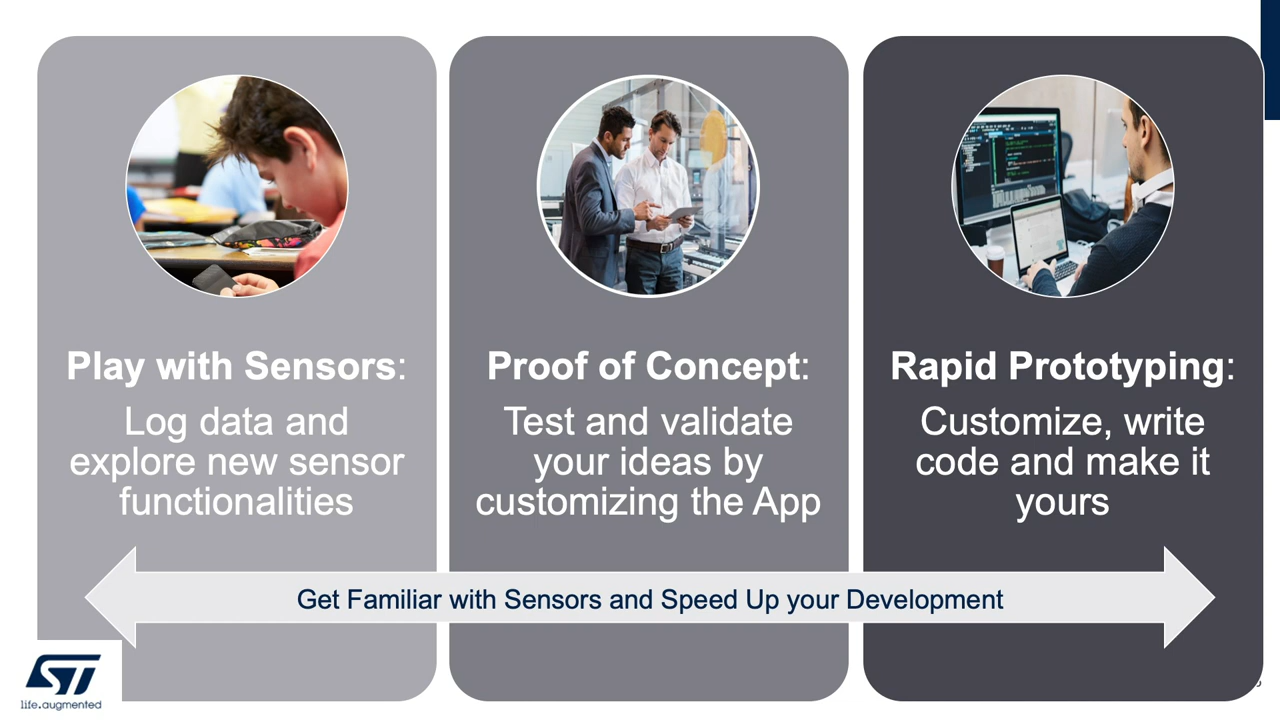 Play with Sensors:
Log data and
explore new sensor
functionalities
Proof of Concept:
Test and validate
your ideas by
customizing the App
Rapid Prototyping:
Customize, write
code and make it
yours
Get Familiar with Sensors and Speed Up your Development
ST
life.augmented